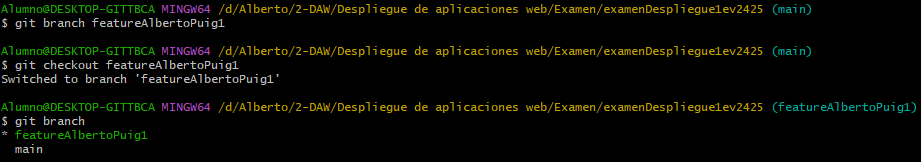 Alumno@DESKTOP-GITTBCA MINGW64 /d/Alberto/2-DAW/Despliegue de aplicaciones web/Examen/examenDespliegue1ev2425 (main)
$ git branch featureAlbertoPuig1
Alumno@DESKTOP-GITTBCA MINGW64 /d/Alberto/2-DAW/Despliegue de aplicaciones web/Examen/examenDespliegue1ev2425 (main)
$ git checkout featureAlbertoPuig1
Switched to branch 'featureAlbertoPuig1'
Alumno@DESKTOP-GITTBCA MINGW64 /d/Alberto/2-DAW/Despliegue de aplicaciones web/Examen/examenDespliegue1ev2425 (featureAlbertoPuig1)
$ git branch
* featureAlbertoPuig1
  main